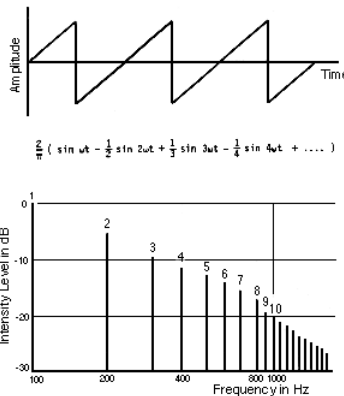 Amplitude
Time
2/π ( sin ωt - 1/2 sin 2ωt + 1/3 sin 3ωt - 1/4 sin 4ωt + .... )
Intensity Level in dB
1
0
2
3
4
-10
5
6
7
8
9
10
-20
-30
100 200 400 800 1000
Frequency in Hz